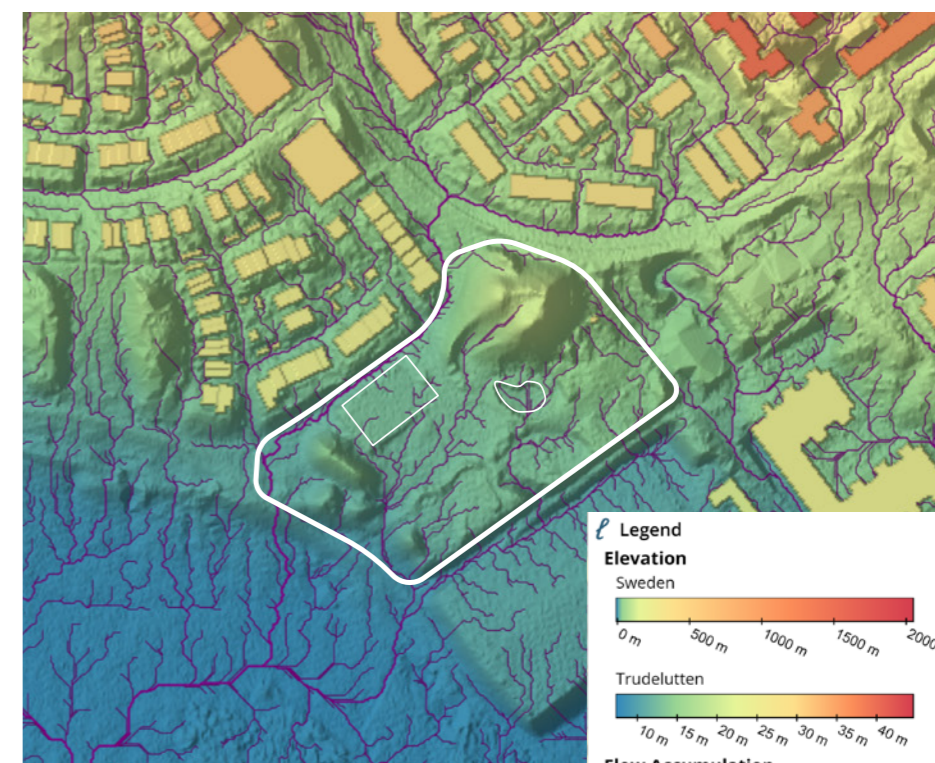 Legend
Elevation
Sweden
0 m 500 m 1000 m 1500 m 2000
Trudelutten
10 m 15 m 20 m 25 m 30 m 35 m 40 m
Flow Accumulation